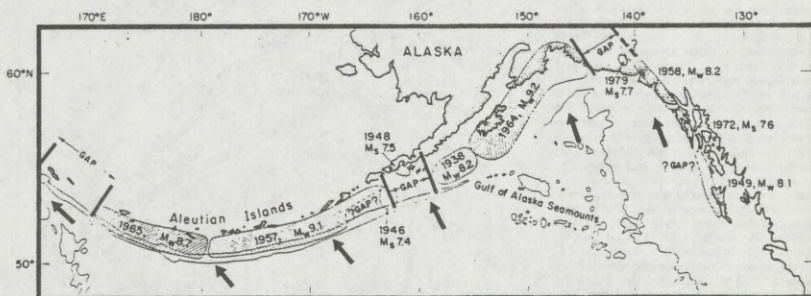 170°E 180° 170°W 160° 150° 140° 130°
ALASKA
GAP
?
60°N
1979
Ms 7.7
1958, Mw 8.2
1964, Mw 9.2
1972, Ms 76
1948
Ms 7.5
1938
Mw 8.2
GAP
GAP
?GAP?
?GAP?
1949, Mw 8.1
Gulf of Alaska Seamounts
Aleutian Islands
1965, Mw 8.7
1957, Mw 9.1
1946
Ms 7.4
50°